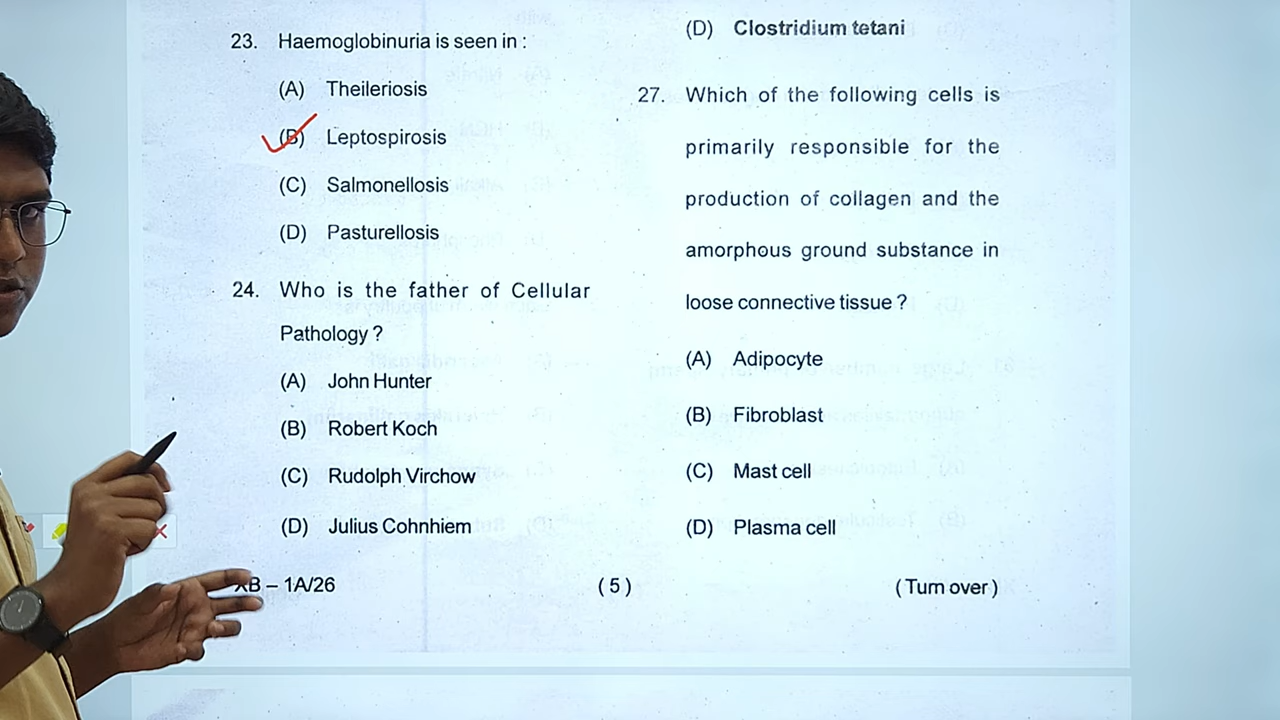 23. Haemoglobinuria is seen in :
(A) Theileriosis
(B) Leptospirosis
(C) Salmonellosis
(D) Pasturellosis
24. Who is the father of Cellular
Pathology ?
(A) John Hunter
(B) Robert Koch
(C) Rudolph Virchow
(D) Julius Cohnhiem
(D) Clostridium tetani
27. Which of the following cells is
primarily responsible for the
production of collagen and the
amorphous ground substance in
loose connective tissue ?
(A) Adipocyte
(B) Fibroblast
(C) Mast cell
(D) Plasma cell
XB – 1A/26
( 5 )
( Turn over )